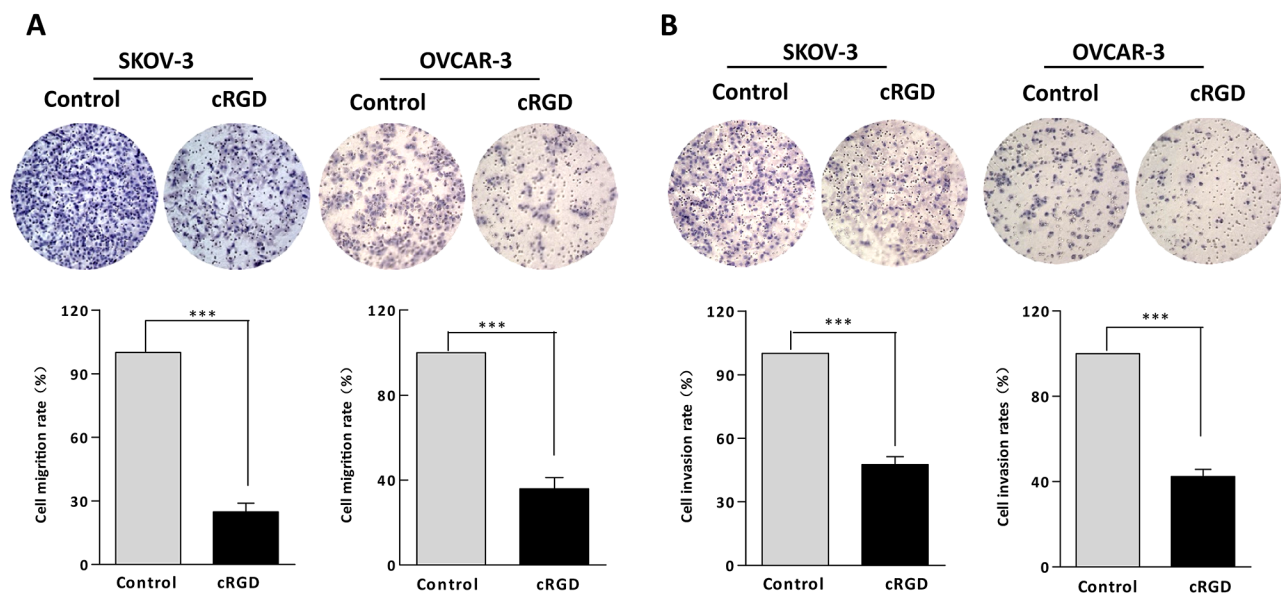 A
SKOV-3
OVCAR-3
Control
cRGD
Control
cRGD
120
90
60
30
0
Cell migrition rate (%)
***
Control
cRGD
120
80
40
0
Cell migrition rate (%)
***
Control
cRGD
B
SKOV-3
OVCAR-3
Control
cRGD
Control
cRGD
120
90
60
30
0
Cell invasion rate (%)
***
Control
cRGD
120
80
40
0
Cell invasion rates (%)
***
Control
cRGD